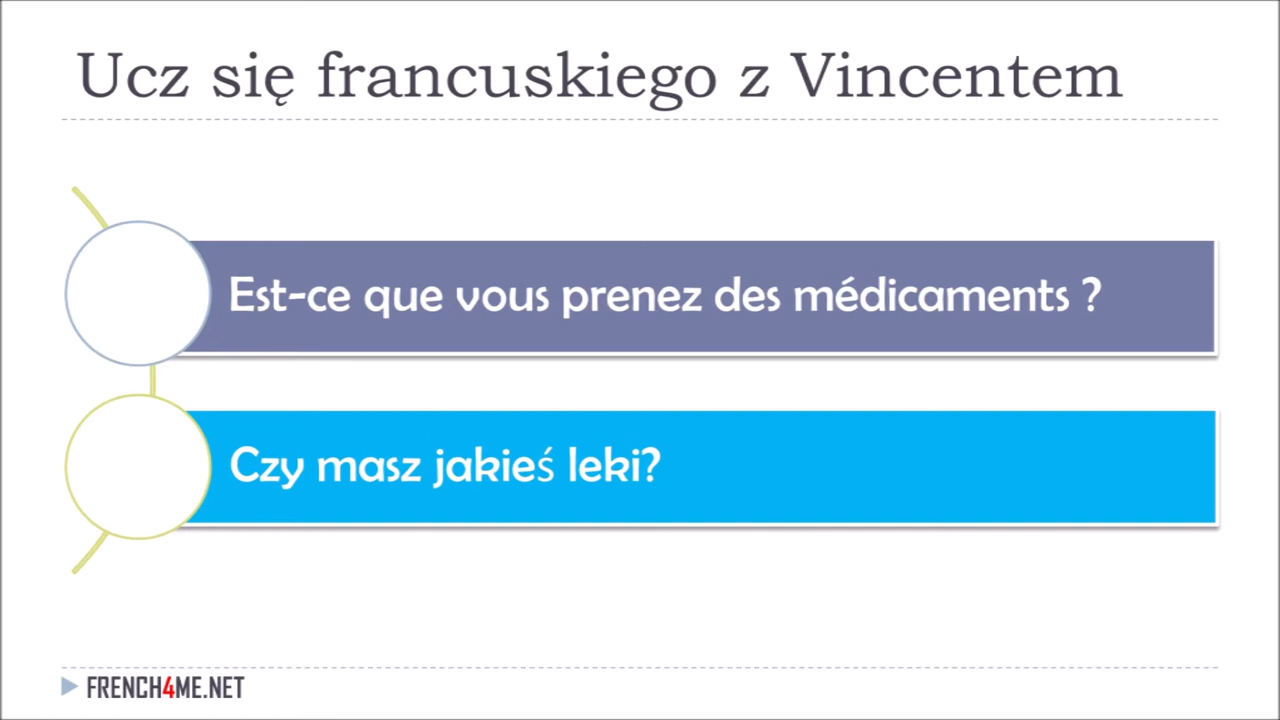 Ucz się francuskiego z Vincentem
Est-ce que vous prenez des médicaments ?
Czy masz jakieś leki?
FRENCH4ME.NET